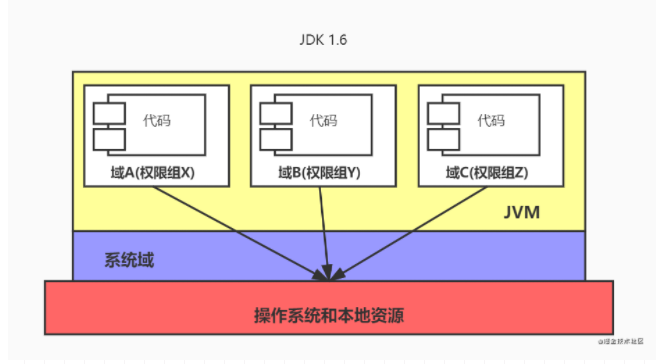 JDK 1.6
代码
代码
代码
域A(权限组X)
域B(权限组Y)
域C(权限组Z)
JVM
系统域
操作系统和本地资源
@掘金技术社区